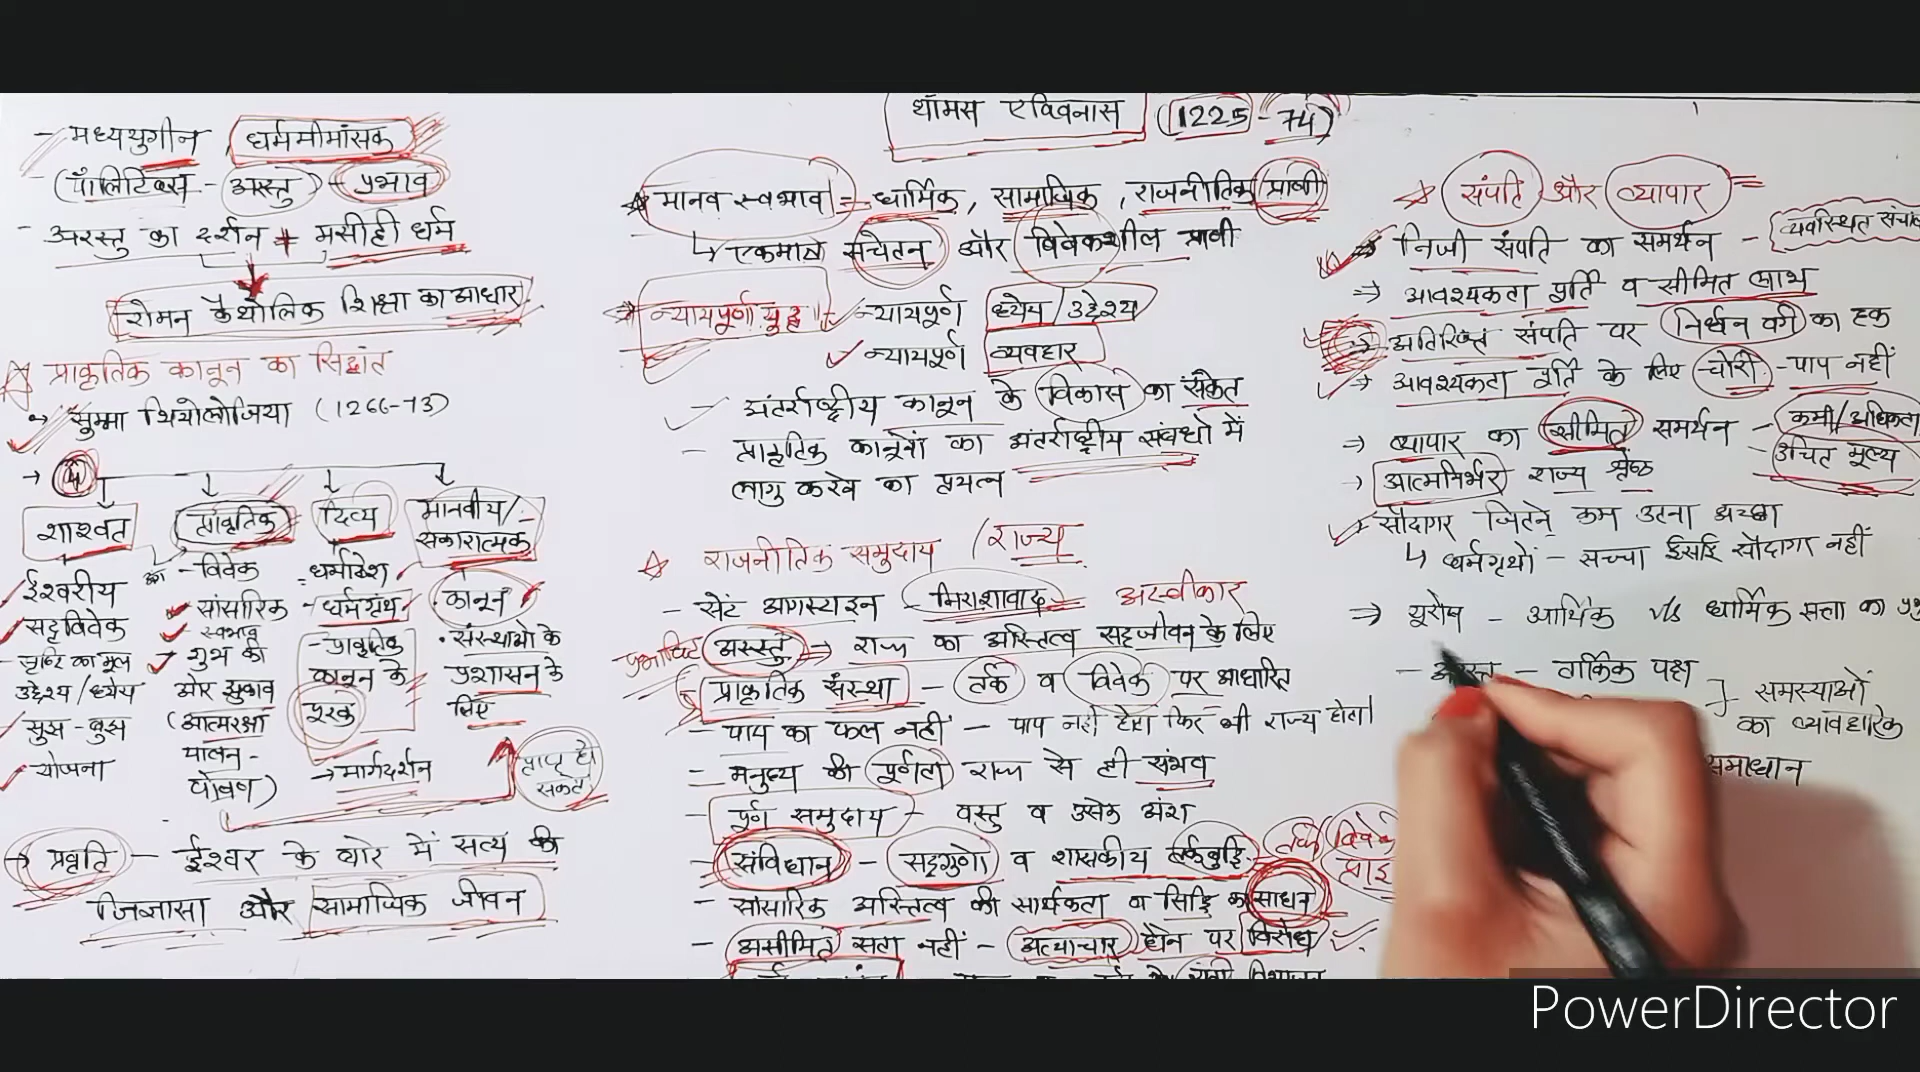 थॉमस एक्विनास (1225-74)
- मध्ययुगीन धर्ममीमांसक
- (पॉलिटिक्स - अरस्तु) - प्रभाव
- अरस्तु का दर्शन + मसीही धर्म
रोमन कैथोलिक शिक्षा का आधार
प्राकृतिक कानून का सिद्धांत
→ सुम्मा थियोलोजिया (1266-73)
→ 4
शाश्वत
ईश्वरीय
सद्विवेक
- सृष्टि का मूल
उद्देश्य/ध्येय
सुझ-बुझ
योजना
प्राकृतिक
- विवेक
सांसारिक
स्वभाव
- शुभ की
ओर झुकाव
(आत्मरक्षा
पालन-
पोषण)
दिव्य
धर्मादेश
- धर्मग्रंथ
- प्राकृतिक
कानून के
पूरक
→ मार्गदर्शन
मानवीय/
सकारात्मक
कानून
• संस्थाओ के
प्रशासन के
लिए
→ प्रवृति - ईश्वर के बारे में सत्य की
जिज्ञासा और सामाजिक जीवन
मानव स्वभाव = धार्मिक, सामाजिक, राजनीतिक प्राणी
↳ एकमात्र सचेतन और विवेकशील प्राणी
न्यायपूर्ण युद्ध - न्यायपूर्ण ध्येय/उद्देश्य
न्यायपूर्ण व्यवहार
- अंतर्राष्ट्रीय कानून के विकास का संकेत
- प्राकृतिक कानूनों का अंतर्राष्ट्रीय संबंधो में
लागु करने का प्रयत्न
राजनीतिक समुदाय / राज्य
- सेंट आगस्टाइन - निराशावाद अस्वीकार
अरस्तु ⇒ राज्य का अस्तित्व सद्जीवन के लिए
- प्राकृतिक संस्था - तर्क व विवेक पर आधारित
- पाप का फल नहीं - पाप नहीं होता फिर भी राज्य होता
- मनुष्य की पूर्णता राज्य से ही संभव
- पूर्ण समुदाय - वस्तु व उसके अंश
- संविधान - सद्गुणो व शासकीय तर्कबुद्धि - तर्क
- सांसारिक अस्तित्व की सार्थकता व सिद्धि का साधन
- असीमित सत्ता नहीं - अत्याचार होने पर विरोध
संपति और व्यापार
→ निजी संपति का समर्थन - व्यवस्थित
⇒ आवश्यकता पूर्ति व सीमित लाभ
→ अतिरिक्त संपति पर निर्धन वर्ग का हक
→ आवश्यकता पूर्ति के लिए चोरी - पाप नहीं
⇒ व्यापार का सीमित समर्थन - कमी/अधिकता
- उचित मूल्य
→ आत्मनिर्भर राज्य श्रेष्ठ
→ सौदागर जितने कम उतना अच्छा
↳ धर्मग्रंथो - सच्चा ईसाई सौदागर नहीं
⇒ यूरोप - आर्थिक v/s धार्मिक सत्ता का
- तार्किक पक्ष
समस्याओं
का व्यावहारिक
समाधान
PowerDirector